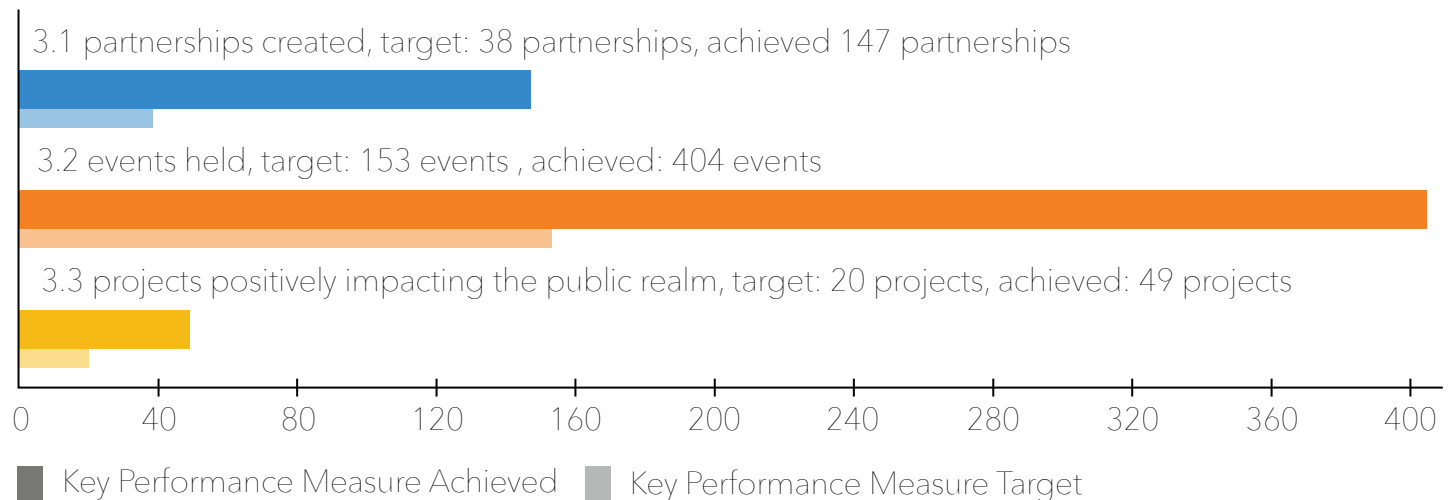 3.1 partnerships created, target: 38 partnerships, achieved 147 partnerships
3.2 events held, target: 153 events , achieved: 404 events
3.3 projects positively impacting the public realm, target: 20 projects, achieved: 49 projects
0 40 80 120 160 200 240 280 320 360 400
Key Performance Measure Achieved Key Performance Measure Target